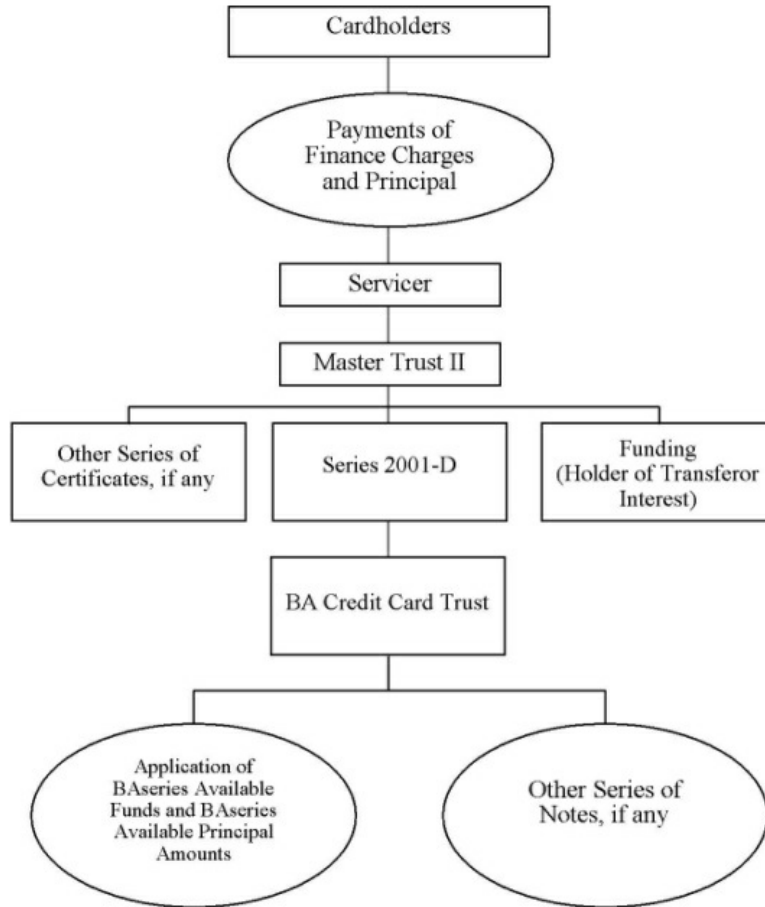 Cardholders
Payments of
Finance Charges
and Principal
Servicer
Master Trust II
Other Series of
Certificates, if any
Series 2001-D
Funding
(Holder of Transferor
Interest)
BA Credit Card Trust
Application of
BAseries Available
Funds and BAseries
Available Principal
Amounts
Other Series of
Notes, if any